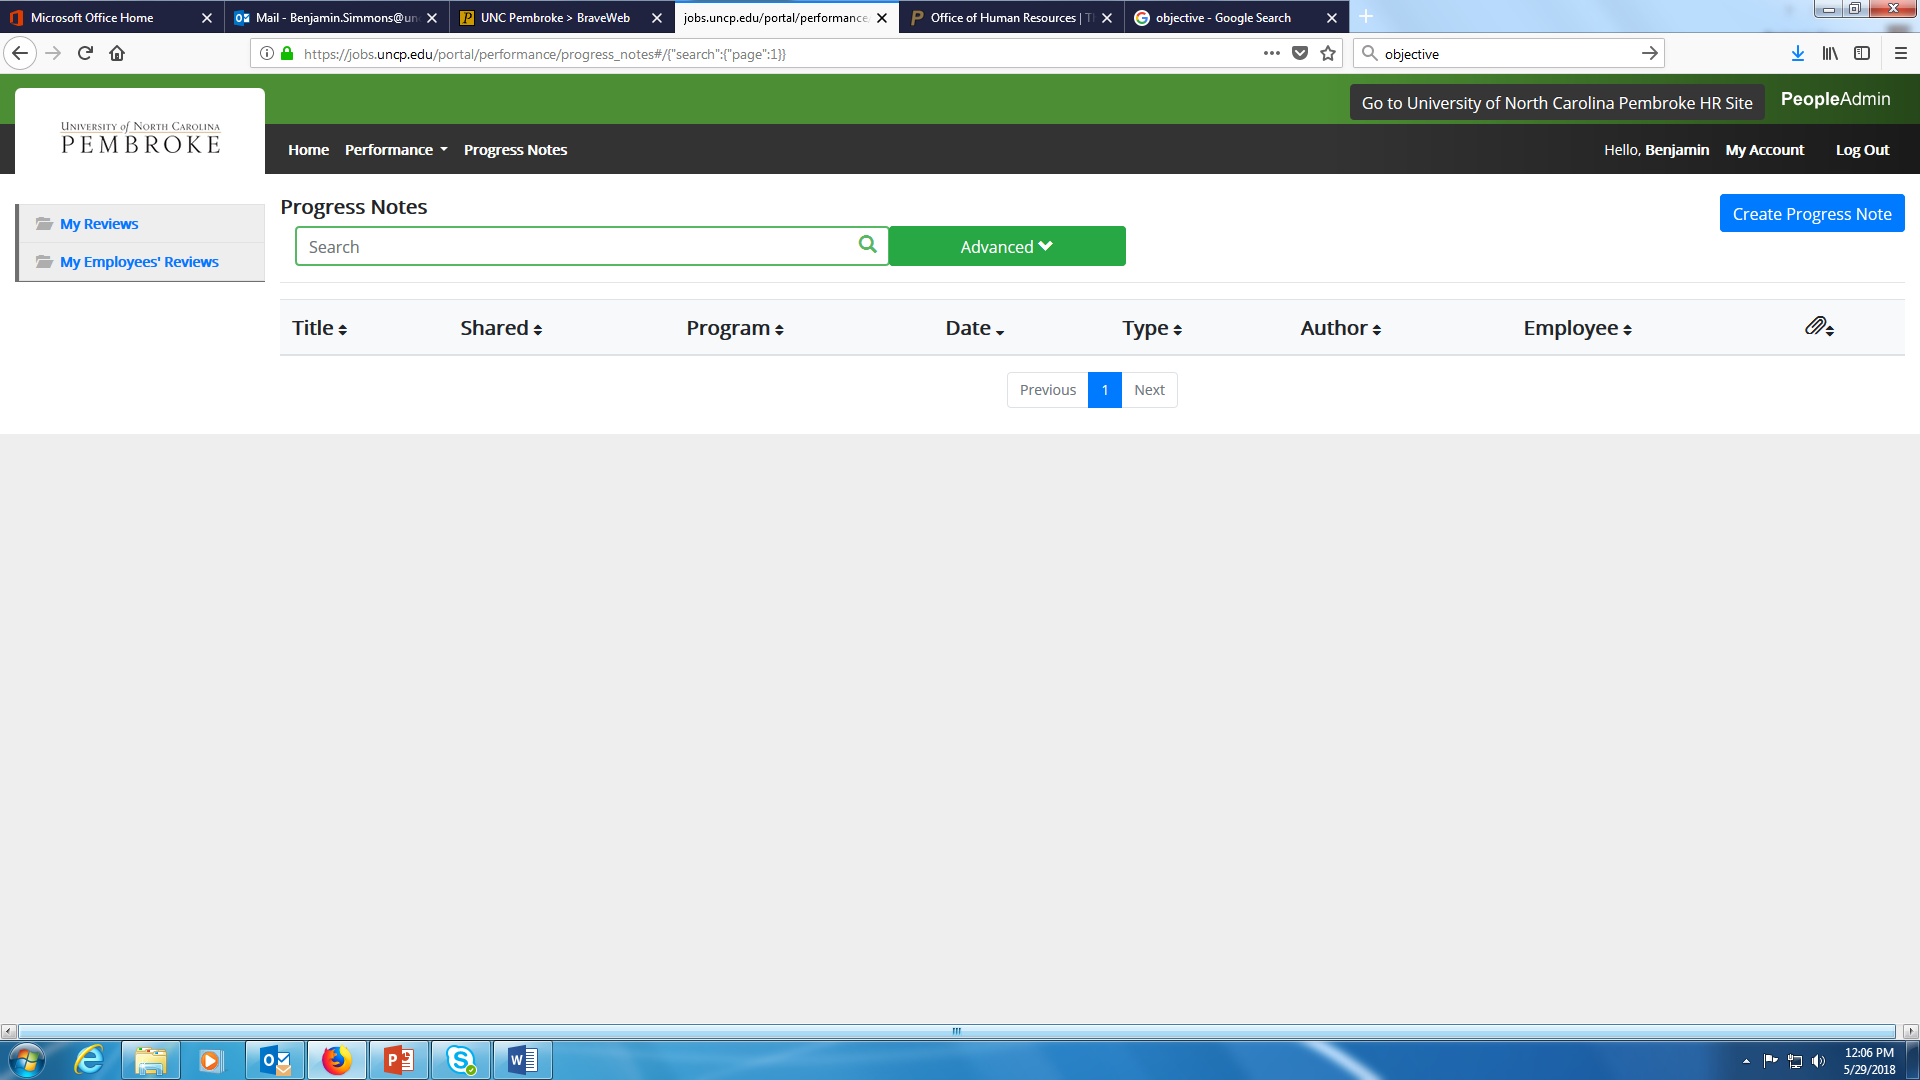 Microsoft Office Home
Mail - Benjamin.Simmons@un
UNC Pembroke > BraveWeb
jobs.uncp.edu/portal/performance/
Office of Human Resources | Th
objective - Google Search
https://jobs.uncp.edu/portal/performance/progress_notes#/{"search":{"page":1}}
objective
Go to University of North Carolina Pembroke HR Site
PeopleAdmin
University of North Carolina
PEMBROKE
Home
Performance
Progress Notes
Hello, Benjamin
My Account
Log Out
My Reviews
My Employees' Reviews
Progress Notes
Create Progress Note
Search
Advanced
Title
Shared
Program
Date
Type
Author
Employee
Previous
1
Next
12:06 PM
5/29/2018